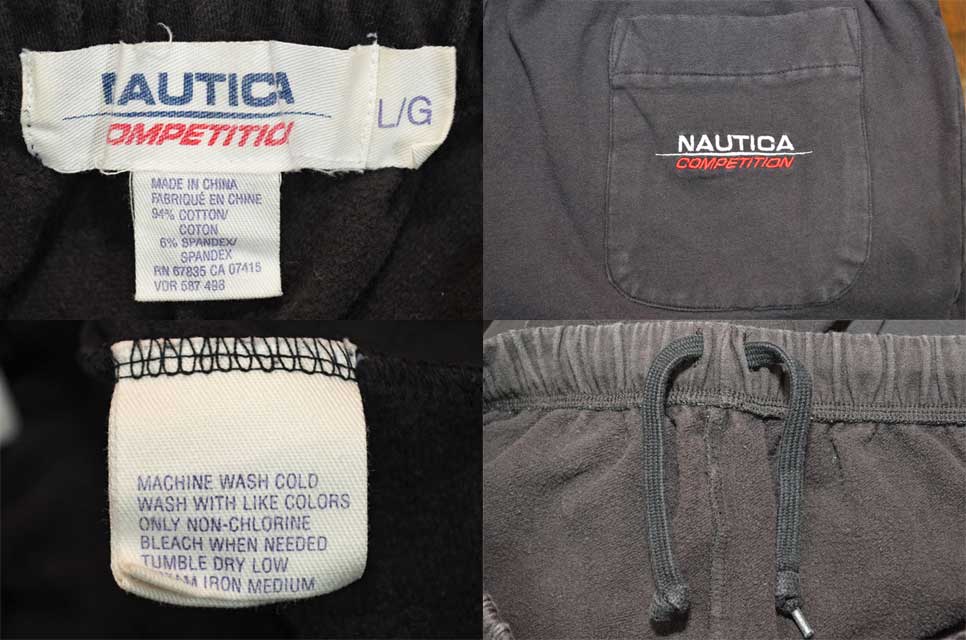 NAUTICA
COMPETITION
L/G
MADE IN CHINA
FABRIQUÉ EN CHINE
94% COTTON/
COTON
6% SPANDEX/
SPANDEX
RN 67835 CA 07415
VDR 587 498
NAUTICA
COMPETITION
MACHINE WASH COLD
WASH WITH LIKE COLORS
ONLY NON-CHLORINE
BLEACH WHEN NEEDED
TUMBLE DRY LOW
IRON MEDIUM